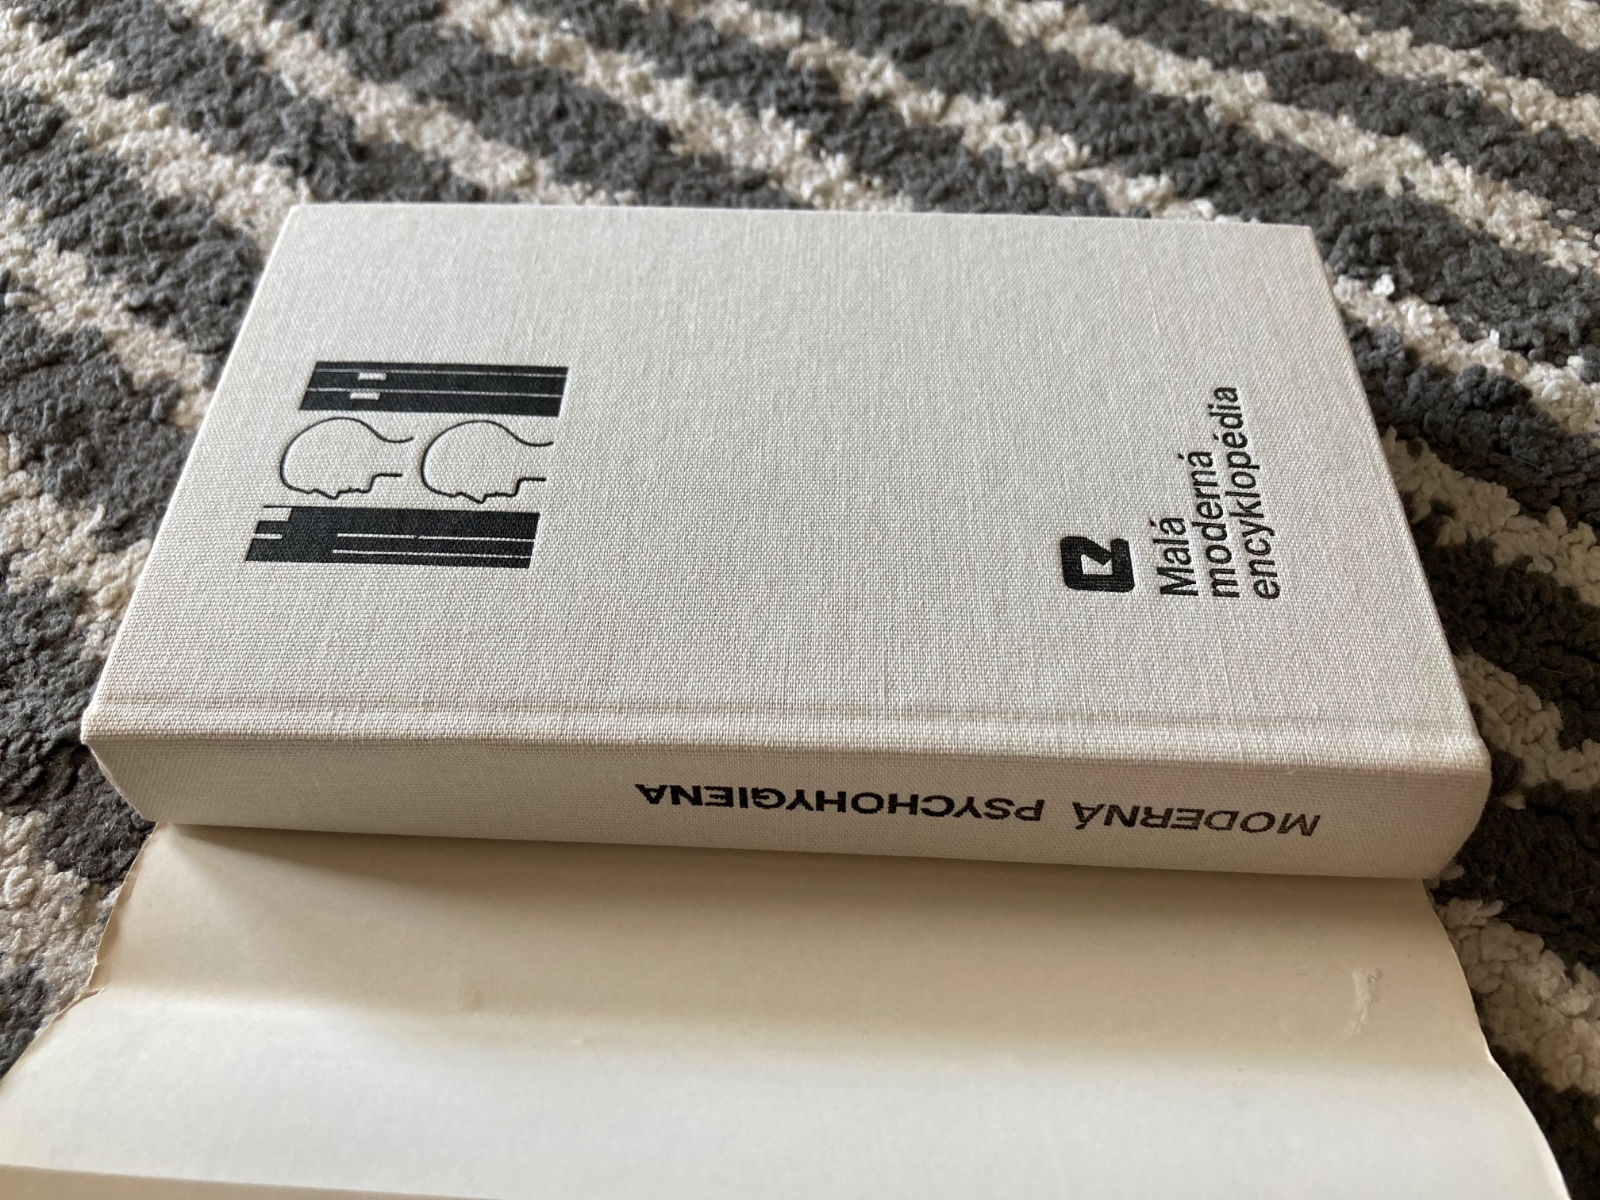 Malá
moderná
encyklopédia
MODERNÁ PSYCHOHYGIENA